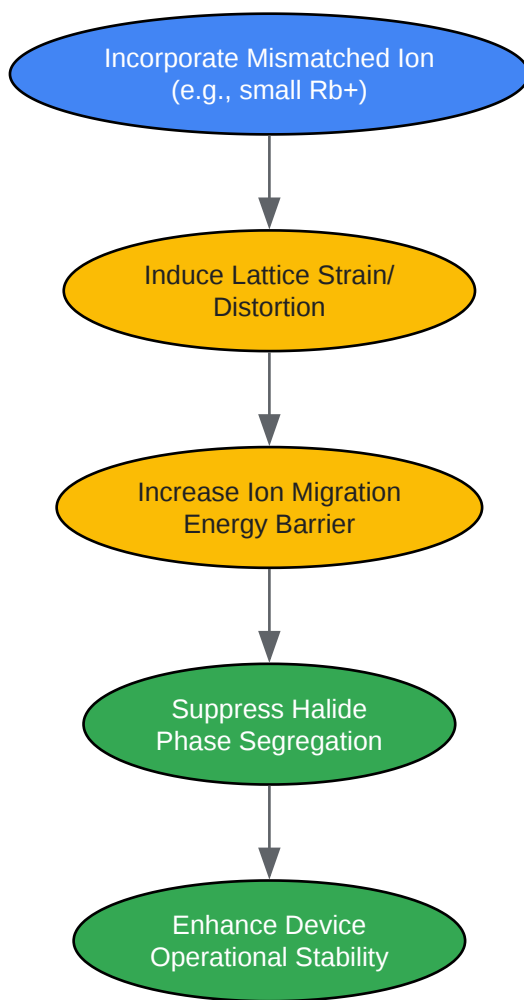 Incorporate Mismatched Ion
(e.g., small Rb+)
Induce Lattice Strain/
Distortion
Increase Ion Migration
Energy Barrier
Suppress Halide
Phase Segregation
Enhance Device
Operational Stability